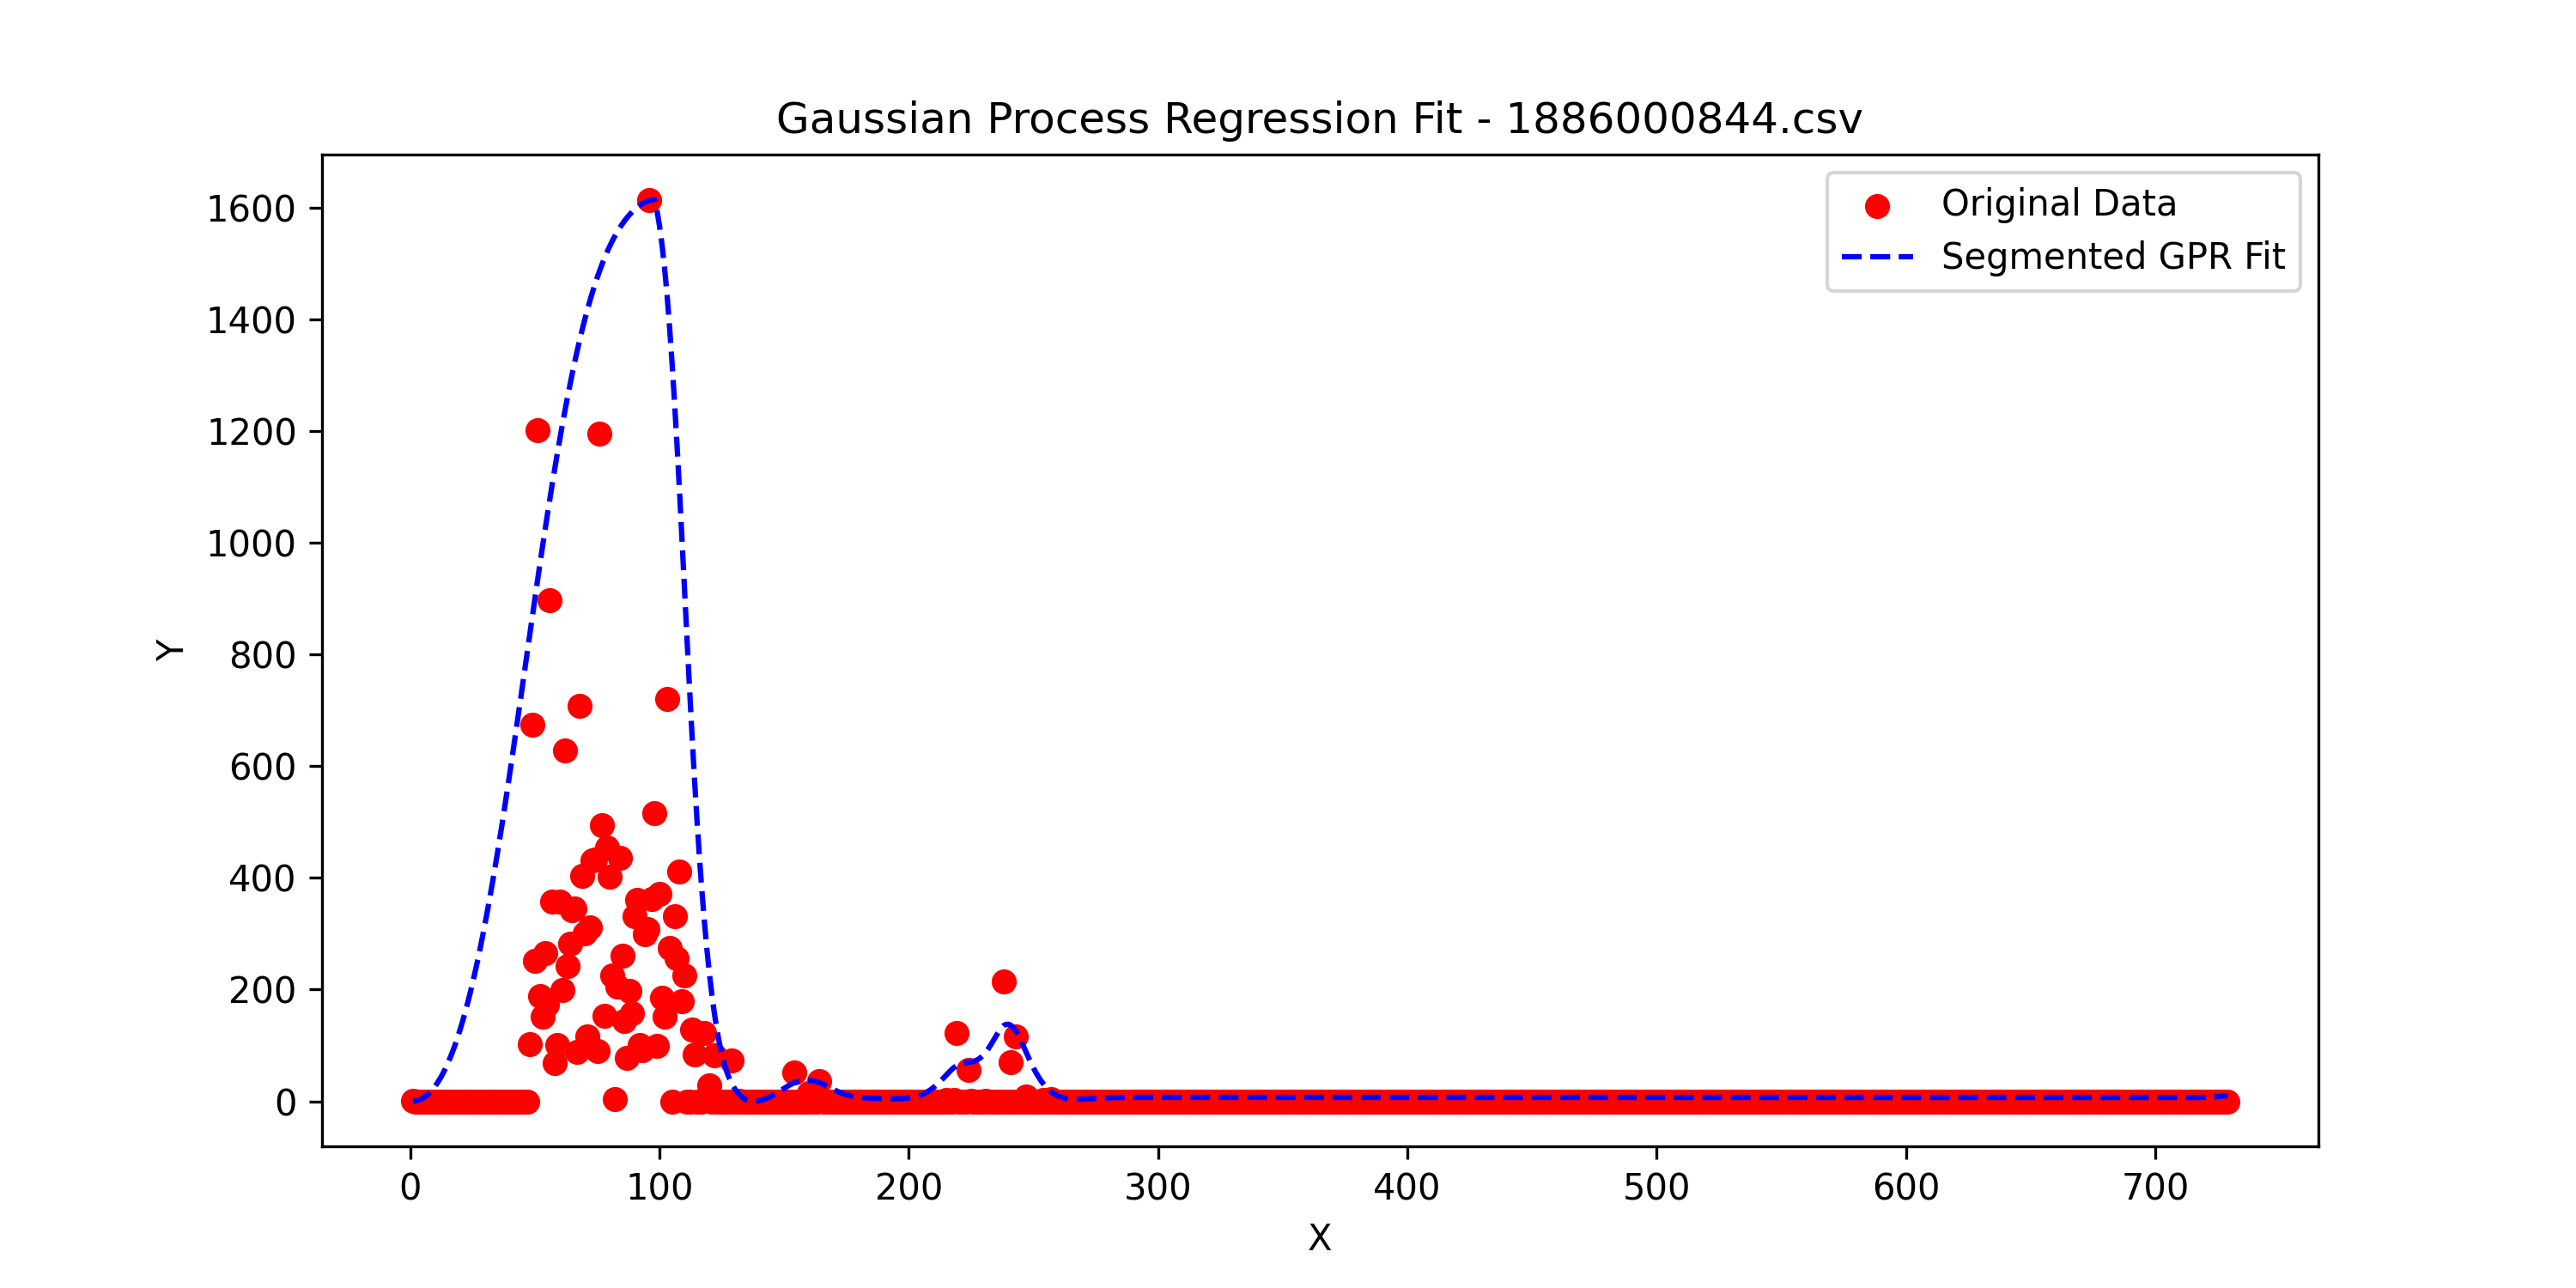 Gaussian Process Regression Fit - 1886000844.csv
Original Data
Segmented GPR Fit
1600
1400
1200
1000
800
600
400
200
0
Y
0 100 200 300 400 500 600 700
X